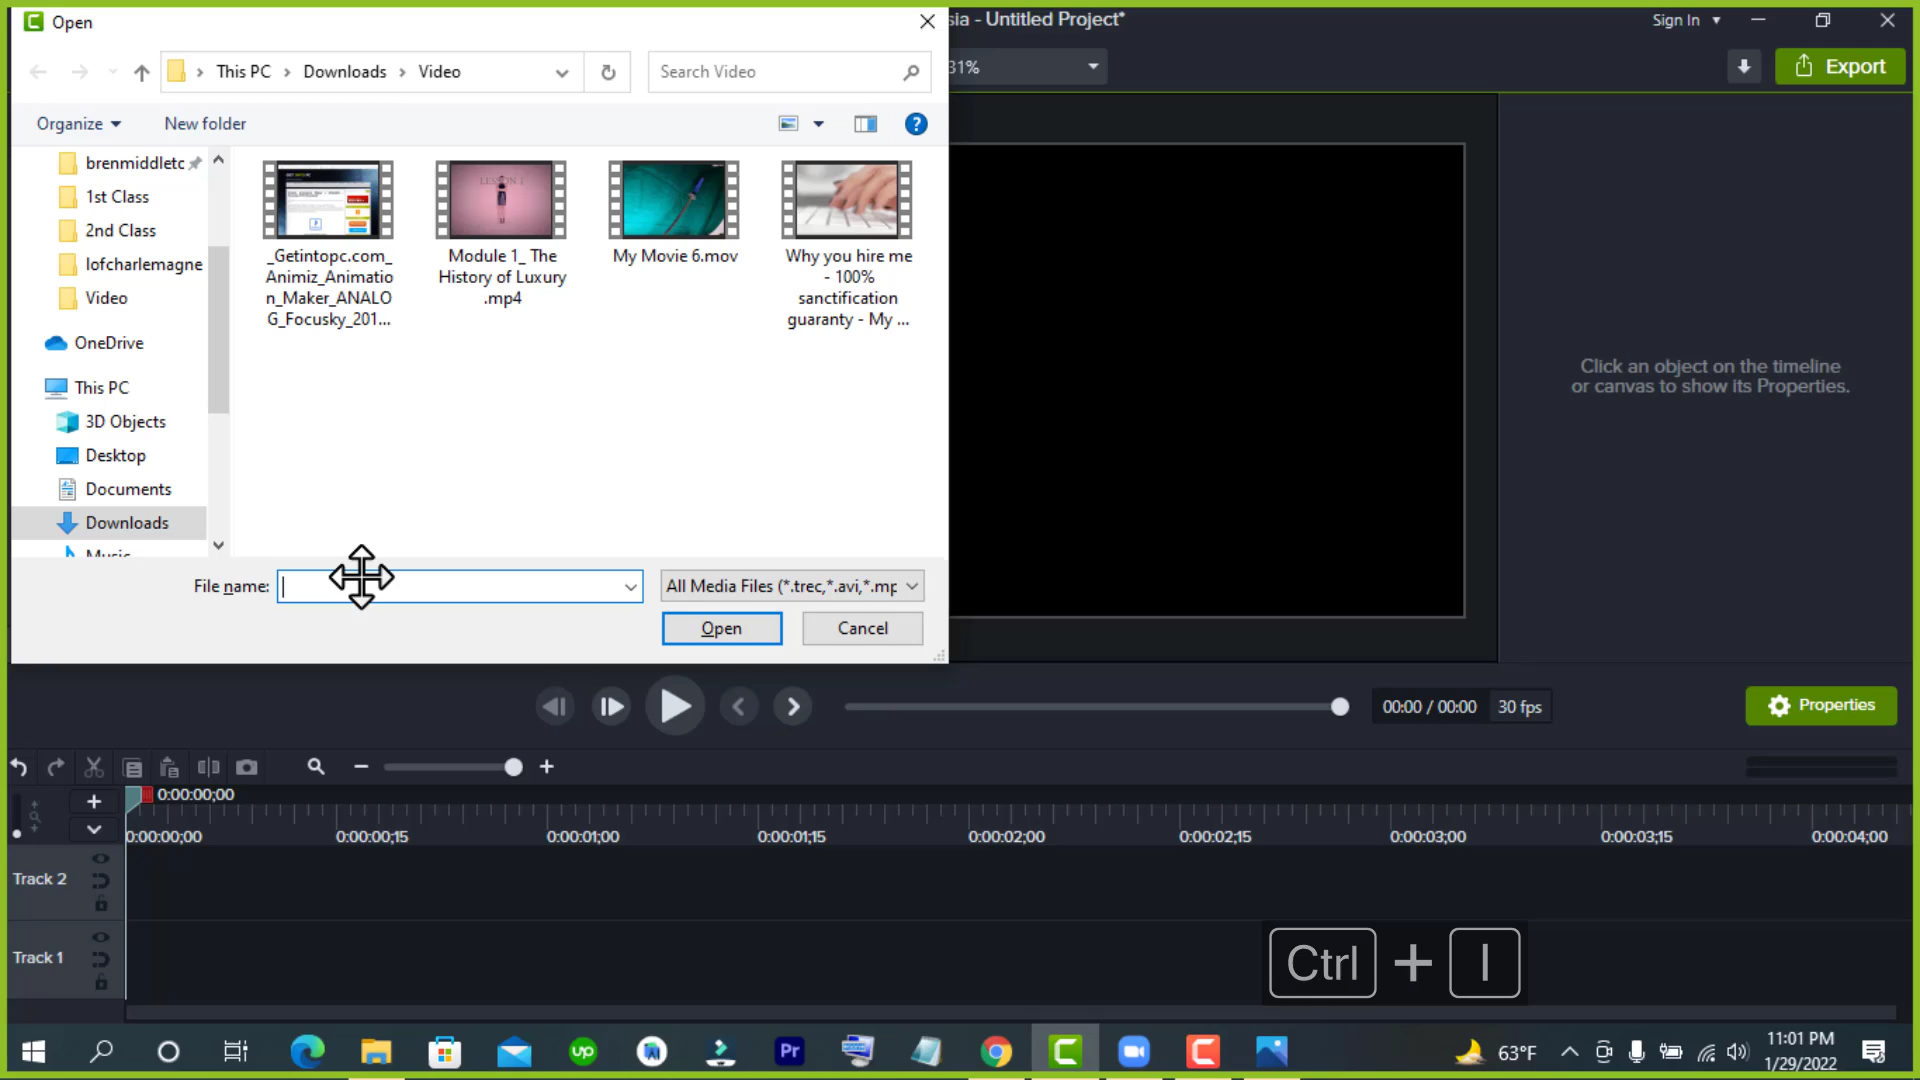 Open
sia - Untitled Project*
Sign In
This PC
Downloads
Video
Search Video
31%
Export
Organize
New folder
brenmiddletc
1st Class
2nd Class
lofcharlemagne
Video
OneDrive
This PC
3D Objects
Desktop
Documents
Downloads
Music
LESSON 1
_Getintopc.com_
Animiz_Animatio
n_Maker_ANALO
G_Focusky_201...
Module 1_ The
History of Luxury
.mp4
My Movie 6.mov
Why you hire me
- 100%
sanctification
guaranty - My ...
Click an object on the timeline
or canvas to show its Properties.
File name:
All Media Files (*.trec,*.avi,*.mp
Open
Cancel
00:00 / 00:00
30 fps
Properties
0:00:00;00
0:00:00;00
0:00:00;15
0:00:01;00
0:00:01;15
0:00:02;00
0:00:02;15
0:00:03;00
0:00:03;15
0:00:04;00
Track 2
Track 1
Ctrl + I
up
Pr
63°F
11:01 PM
1/29/2022